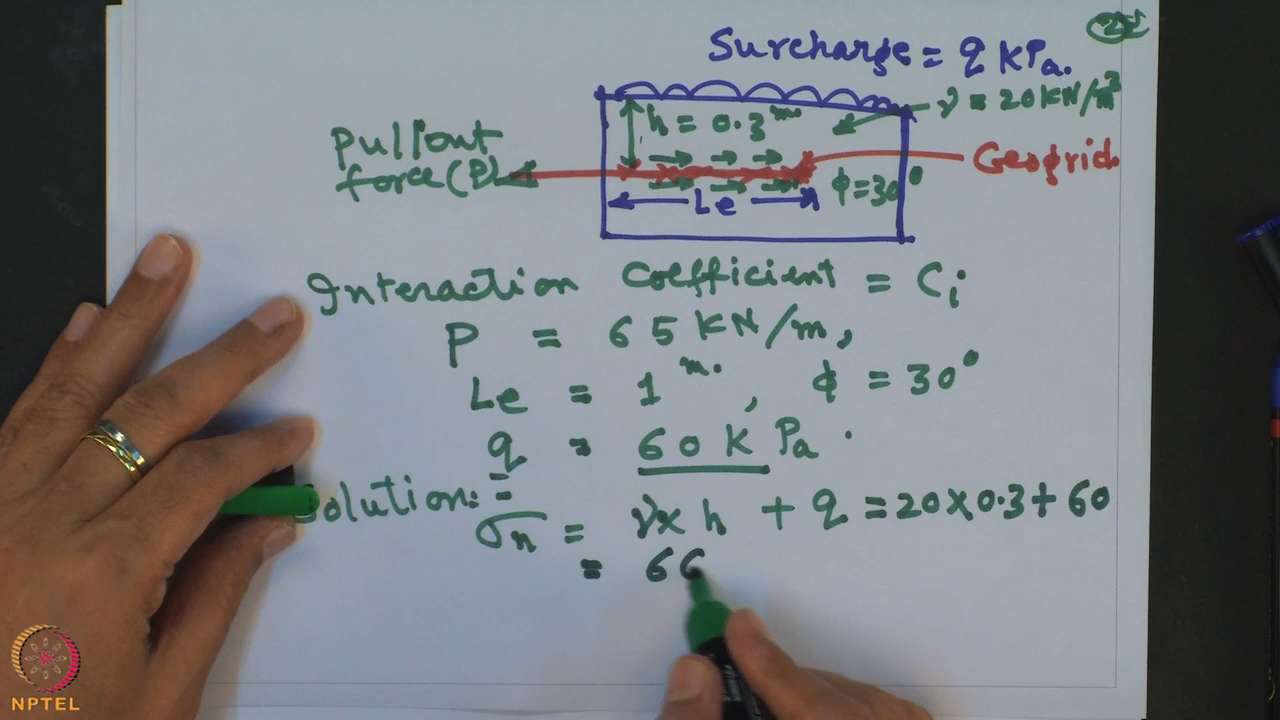 Surcharge = q KPa.
γ = 20 KN/m³
h = 0.3 m.
Pullout
force (P)
Geogrid
φ = 30°
Le
Interaction Coefficient = Ci
P = 65 KN/m,
Le = 1 m. , φ = 30°
q = 60 KPa.
Solution:-
σn = γ x h + q = 20 x 0.3 + 60
= 66
NPTEL